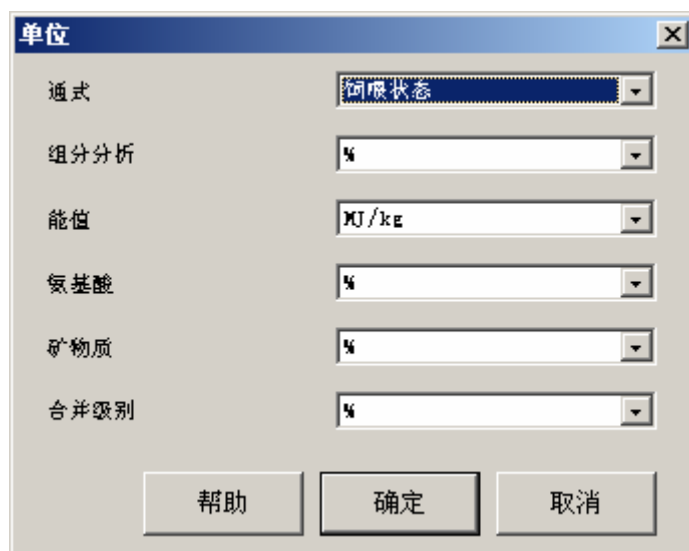 单位
通式 饲喂状态
组分分析 %
能值 MJ/kg
氨基酸 %
矿物质 %
合并级别 %
帮助 确定 取消